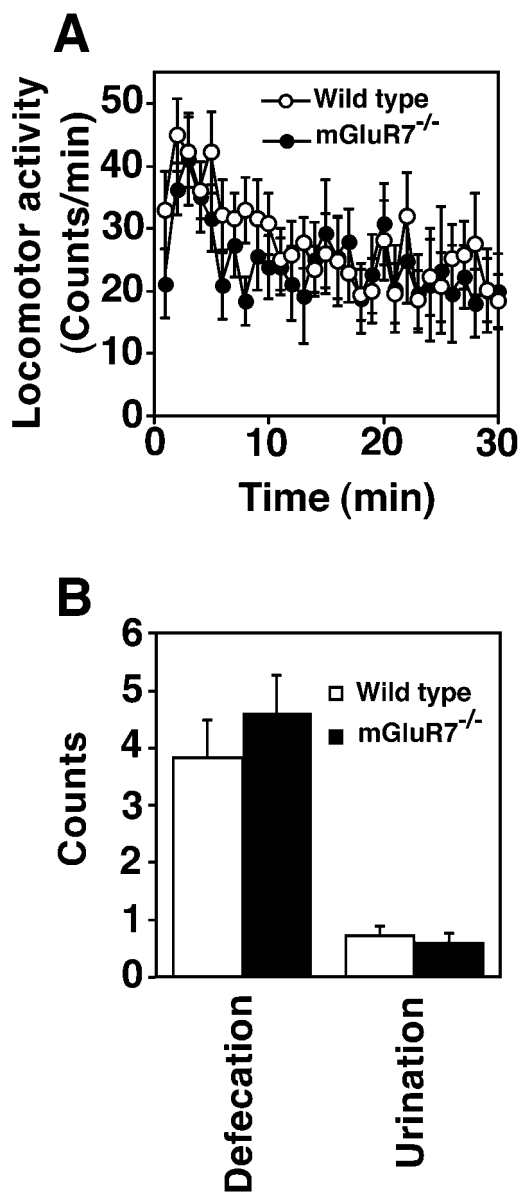 A
Locomotor activity
(Counts/min)
50
40
30
20
10
0
Wild type
mGluR7-/-
0 10 20 30
Time (min)
B
Counts
6
5
4
3
2
1
0
Wild type
mGluR7-/-
Defecation
Urination